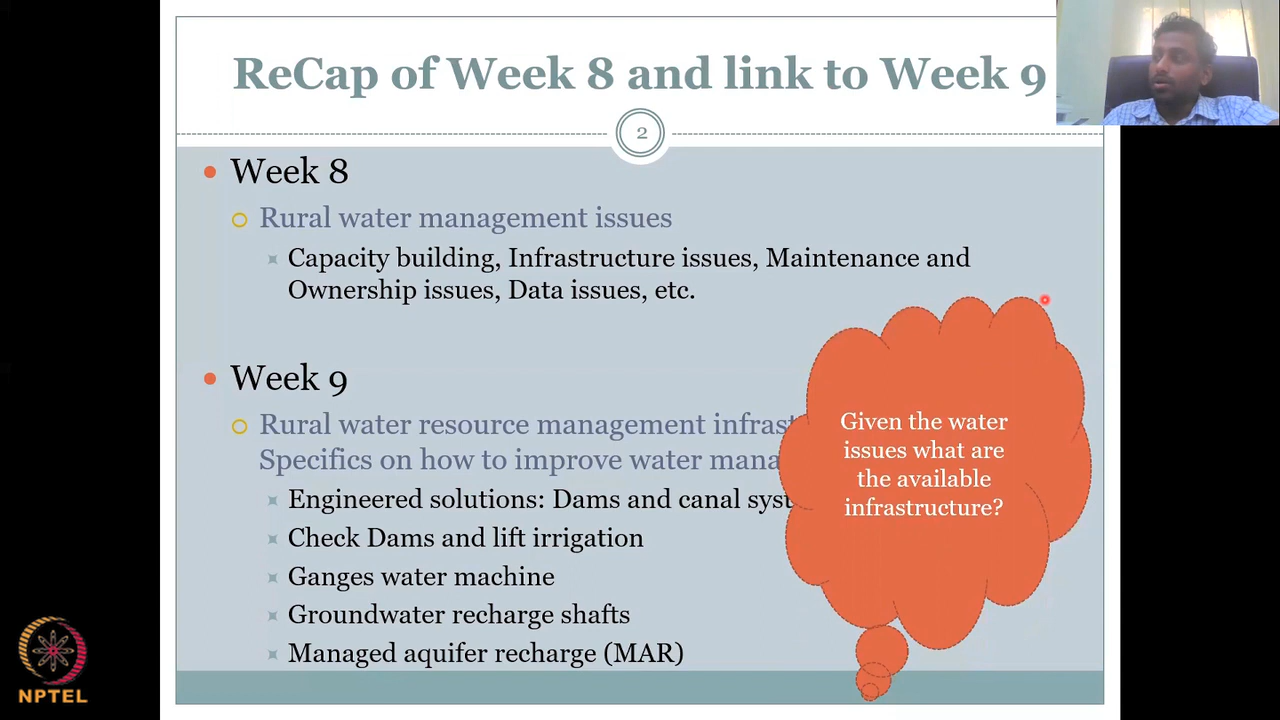 ReCap of Week 8 and link to Week 9
2
Week 8
Rural water management issues
Capacity building, Infrastructure issues, Maintenance and
Ownership issues, Data issues, etc.
Week 9
Rural water resource management
Specifics on how to improve water
Engineered solutions: Dams and canal
Check Dams and lift irrigation
Ganges water machine
Groundwater recharge shafts
Managed aquifer recharge (MAR)
Given the water
issues what are
the available
infrastructure?
NPTEL